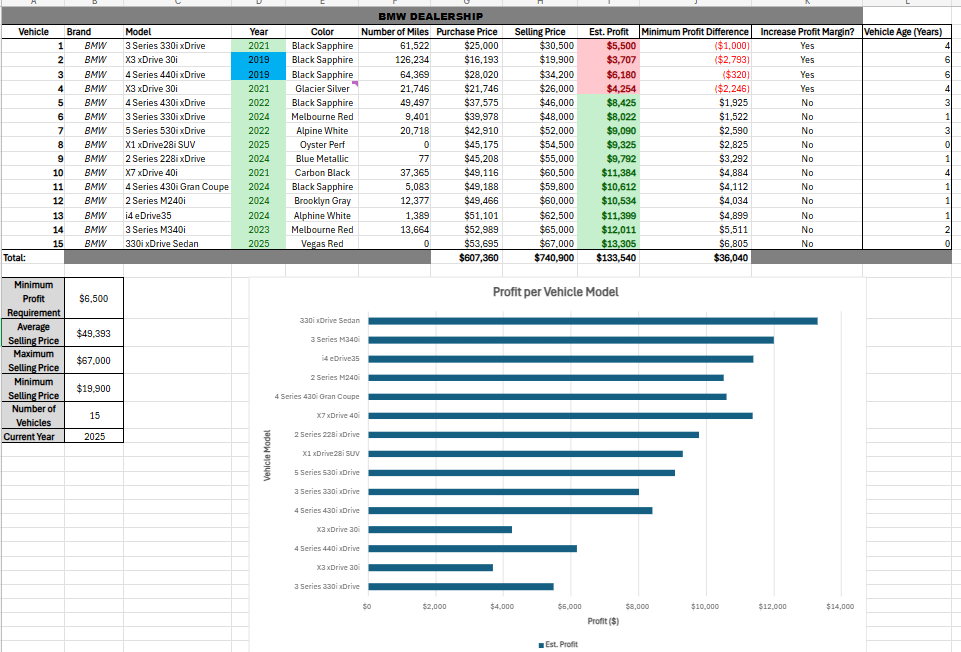 BMW DEALERSHIP
Vehicle Brand Model Year Color Number of Miles Purchase Price Selling Price Est. Profit Minimum Profit Difference Increase Profit Margin? Vehicle Age (Years)
1 BMW 3 Series 330i xDrive 2021 Black Sapphire 61,522 $25,000 $30,500 $5,500 ($1,000) Yes 4
2 BMW X3 xDrive 30i 2019 Black Sapphire 126,234 $16,193 $19,900 $3,707 ($2,793) Yes 6
3 BMW 4 Series 440i xDrive 2019 Black Sapphire 64,369 $28,020 $34,200 $6,180 ($320) Yes 6
4 BMW X3 xDrive 30i 2021 Glacier Silver 21,746 $21,746 $26,000 $4,254 ($2,246) Yes 4
5 BMW 4 Series 430i xDrive 2022 Black Sapphire 49,497 $37,575 $46,000 $8,425 $1,925 No 3
6 BMW 3 Series 330i xDrive 2024 Melbourne Red 9,401 $39,978 $48,000 $8,022 $1,522 No 1
7 BMW 5 Series 530i xDrive 2022 Alpine White 20,718 $42,910 $52,000 $9,090 $2,590 No 3
8 BMW X1 xDrive28i SUV 2025 Oyster Perf 0 $45,175 $54,500 $9,325 $2,825 No 0
9 BMW 2 Series 228i xDrive 2024 Blue Metallic 77 $45,208 $55,000 $9,792 $3,292 No 1
10 BMW X7 xDrive 40i 2021 Carbon Black 37,365 $49,116 $60,500 $11,384 $4,884 No 4
11 BMW 4 Series 430i Gran Coupe 2024 Black Sapphire 5,083 $49,188 $59,800 $10,612 $4,112 No 1
12 BMW 2 Series M240i 2024 Brooklyn Gray 12,377 $49,466 $60,000 $10,534 $4,034 No 1
13 BMW i4 eDrive35 2024 Alphine White 1,389 $51,101 $62,500 $11,399 $4,899 No 1
14 BMW 3 Series M340i 2023 Melbourne Red 13,664 $52,989 $65,000 $12,011 $5,511 No 2
15 BMW 330i xDrive Sedan 2025 Vegas Red 0 $53,695 $67,000 $13,305 $6,805 No 0
Total: $607,360 $740,900 $133,540 $36,040
Minimum
Profit
Requirement
$6,500
Average
Selling Price
$49,393
Maximum
Selling Price
$67,000
Minimum
Selling Price
$19,900
Number of
Vehicles
15
Current Year 2025
Profit per Vehicle Model
Vehicle Model
330i xDrive Sedan
3 Series M340i
i4 eDrive35
2 Series M240i
4 Series 430i Gran Coupe
X7 xDrive 40i
2 Series 228i xDrive
X1 xDrive28i SUV
5 Series 530i xDrive
3 Series 330i xDrive
4 Series 430i xDrive
X3 xDrive 30i
4 Series 440i xDrive
X3 xDrive 30i
3 Series 330i xDrive
$0 $2,000 $4,000 $6,000 $8,000 $10,000 $12,000 $14,000
Profit ($)
Est. Profit